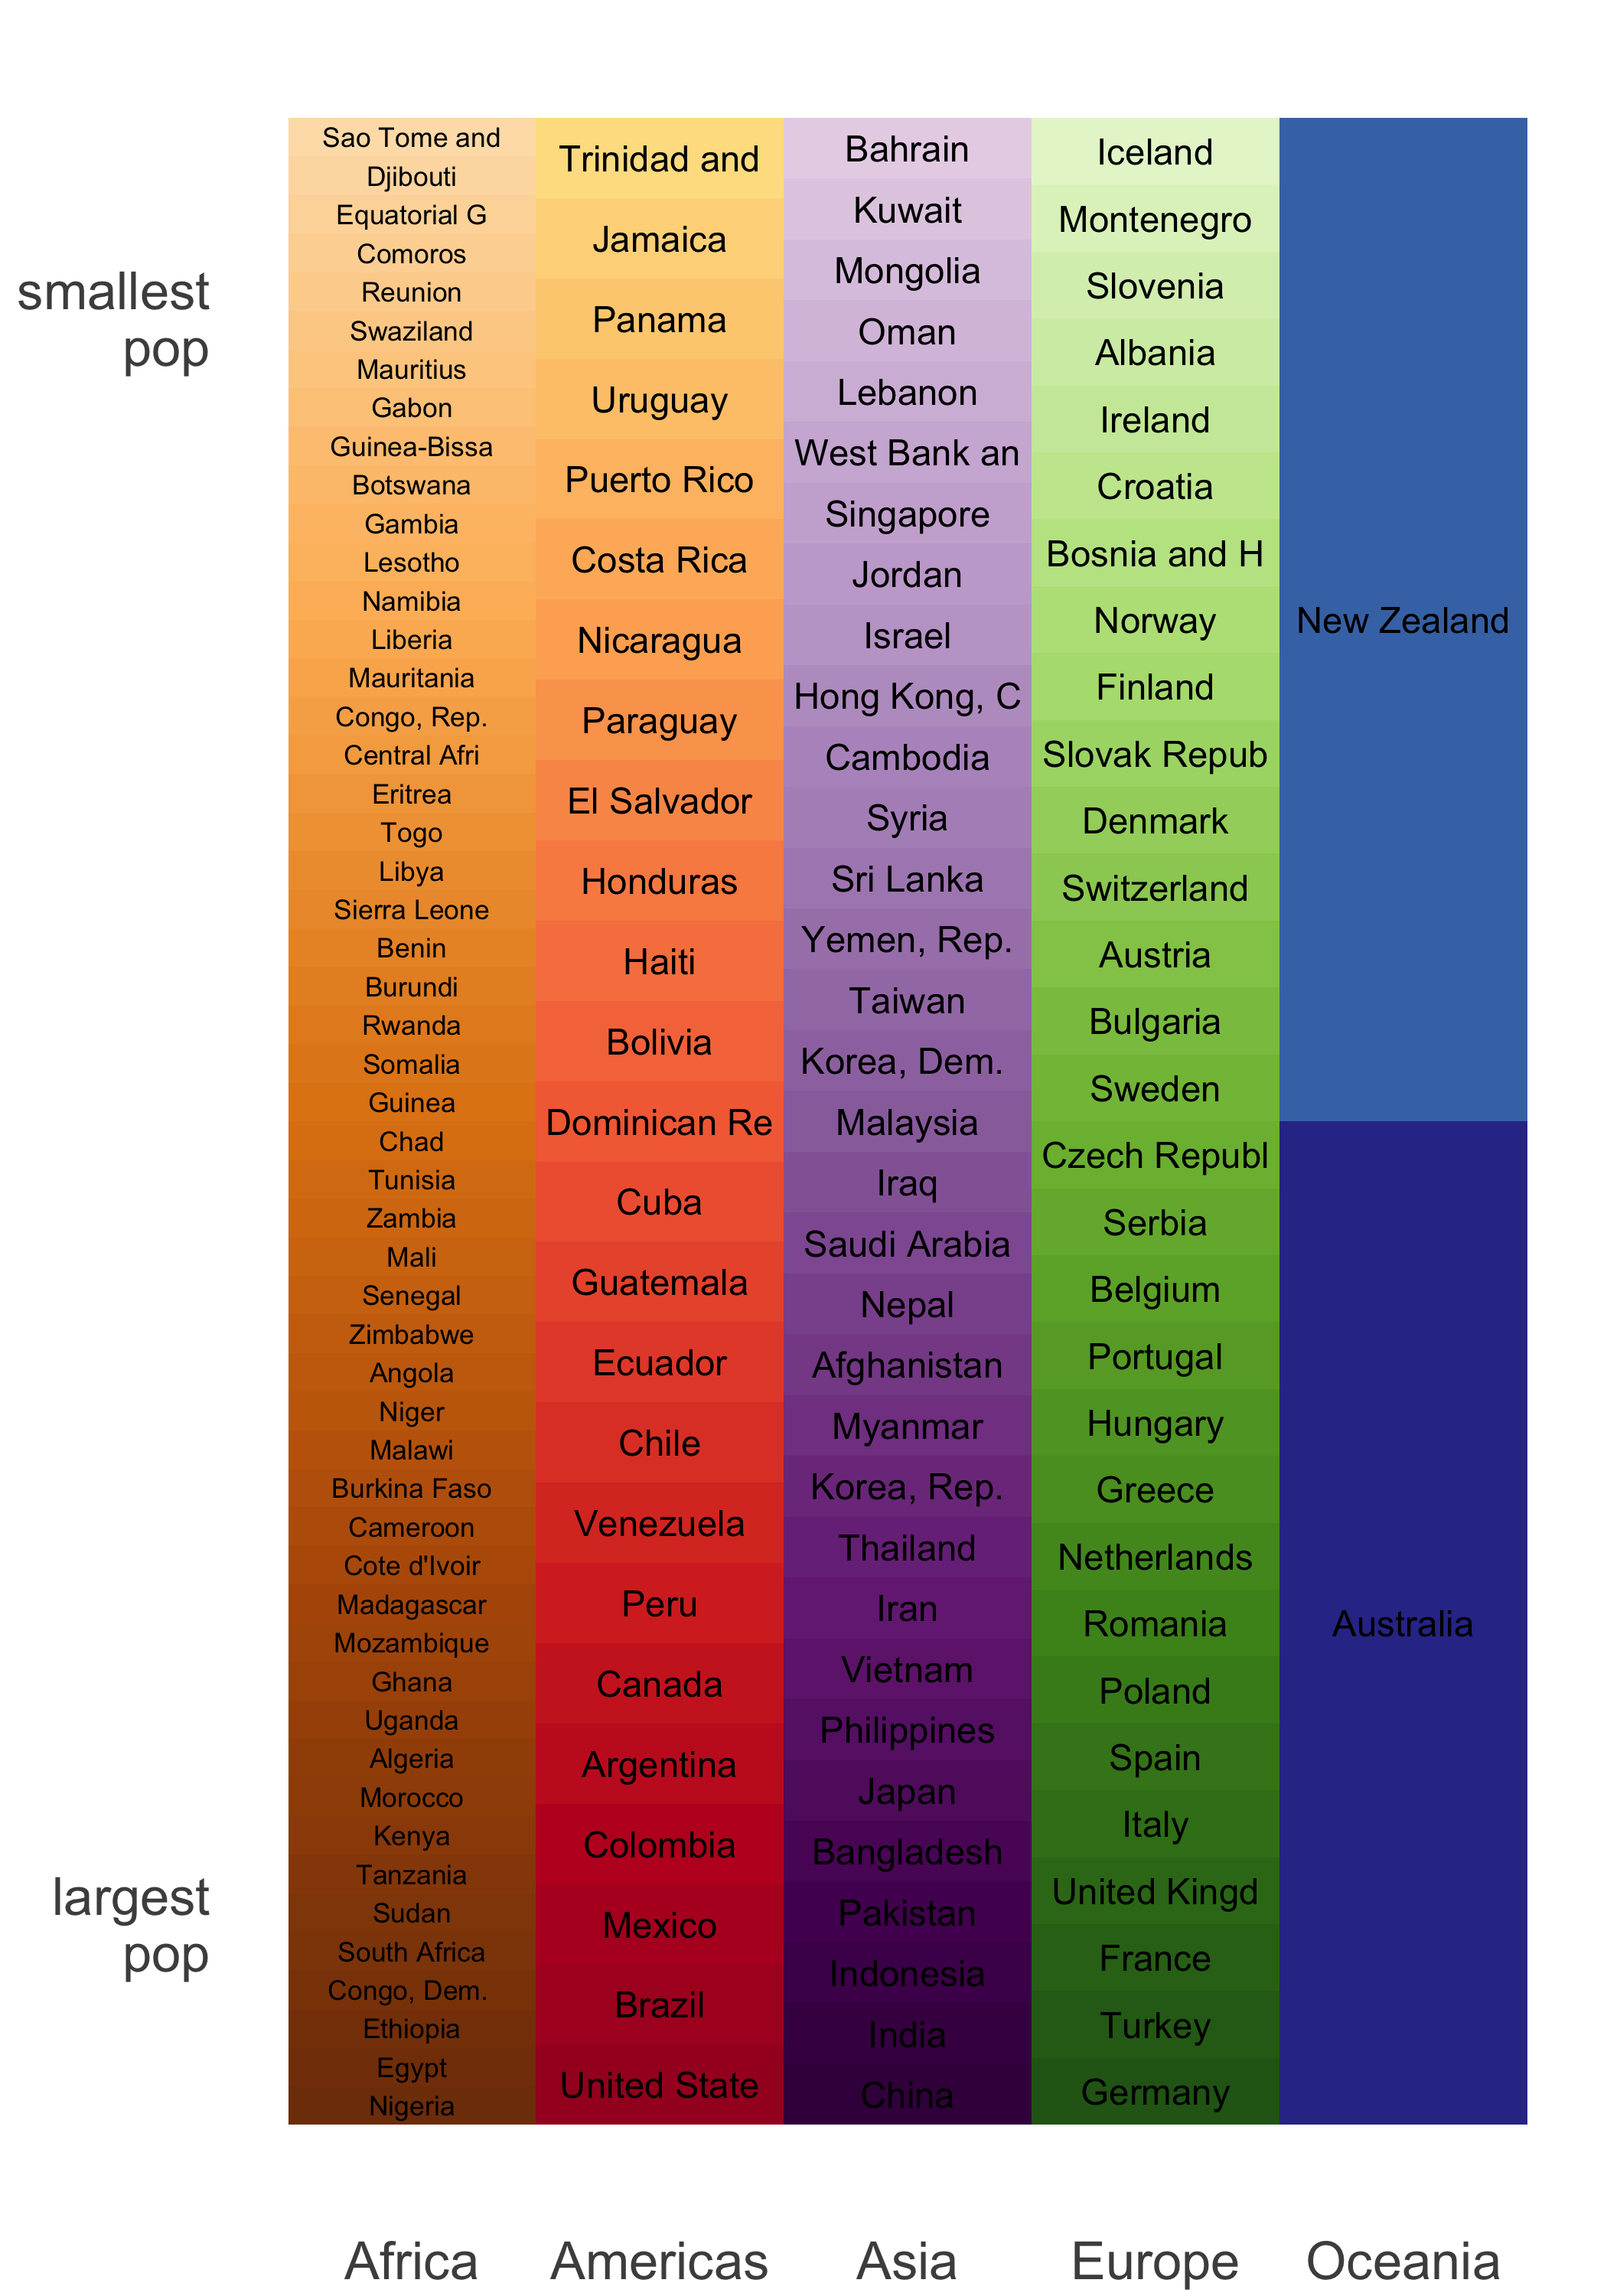 smallest
pop
largest
pop
Sao Tome and
Djibouti
Equatorial G
Comoros
Reunion
Swaziland
Mauritius
Gabon
Guinea-Bissa
Botswana
Gambia
Lesotho
Namibia
Liberia
Mauritania
Congo, Rep.
Central Afri
Eritrea
Togo
Libya
Sierra Leone
Benin
Burundi
Rwanda
Somalia
Guinea
Chad
Tunisia
Zambia
Mali
Senegal
Zimbabwe
Angola
Niger
Malawi
Burkina Faso
Cameroon
Cote d'Ivoir
Madagascar
Mozambique
Ghana
Uganda
Algeria
Morocco
Kenya
Tanzania
Sudan
South Africa
Congo, Dem.
Ethiopia
Egypt
Nigeria
Trinidad and
Jamaica
Panama
Uruguay
Puerto Rico
Costa Rica
Nicaragua
Paraguay
El Salvador
Honduras
Haiti
Bolivia
Dominican Re
Cuba
Guatemala
Ecuador
Chile
Venezuela
Peru
Canada
Argentina
Colombia
Mexico
Brazil
United State
Bahrain
Kuwait
Mongolia
Oman
Lebanon
West Bank an
Singapore
Jordan
Israel
Hong Kong, C
Cambodia
Syria
Sri Lanka
Yemen, Rep.
Taiwan
Korea, Dem.
Malaysia
Iraq
Saudi Arabia
Nepal
Afghanistan
Myanmar
Korea, Rep.
Thailand
Iran
Vietnam
Philippines
Japan
Bangladesh
Pakistan
Indonesia
India
China
Iceland
Montenegro
Slovenia
Albania
Ireland
Croatia
Bosnia and H
Norway
Finland
Slovak Repub
Denmark
Switzerland
Austria
Bulgaria
Sweden
Czech Republ
Serbia
Belgium
Portugal
Hungary
Greece
Netherlands
Romania
Poland
Spain
Italy
United Kingd
France
Turkey
Germany
New Zealand
Australia
Africa
Americas
Asia
Europe
Oceania